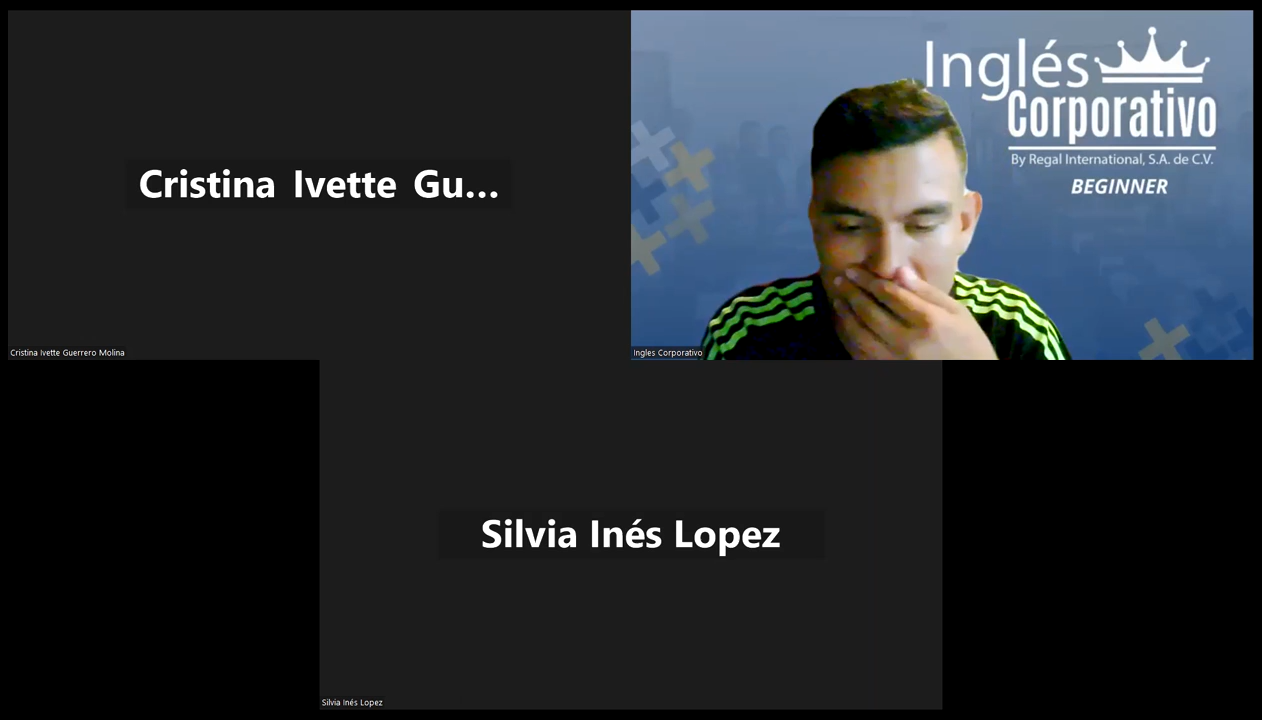 Cristina Ivette Gu...
Cristina Ivette Guerrero Molina
Inglés
Corporativo
By Regal International, S.A. de C.V.
BEGINNER
Ingles Corporativo
Silvia Inés Lopez
Silvia Inés Lopez